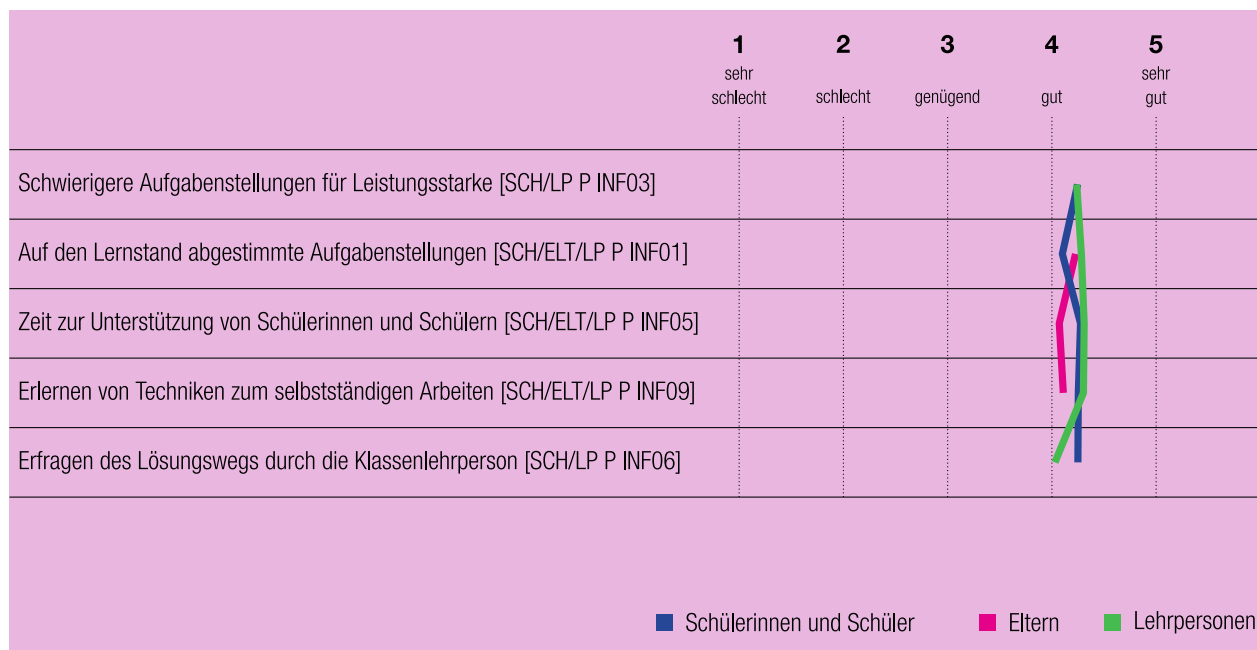 1 2 3 4 5
sehr sehr
schlecht schlecht genügend gut gut
Schwierigere Aufgabenstellungen für Leistungsstarke [SCH/LP P INF03]
Auf den Lernstand abgestimmte Aufgabenstellungen [SCH/ELT/LP P INF01]
Zeit zur Unterstützung von Schülerinnen und Schülern [SCH/ELT/LP P INF05]
Erlernen von Techniken zum selbstständigen Arbeiten [SCH/ELT/LP P INF09]
Erfragen des Lösungswegs durch die Klassenlehrperson [SCH/LP P INF06]
Schülerinnen und Schüler Eltern Lehrpersonen